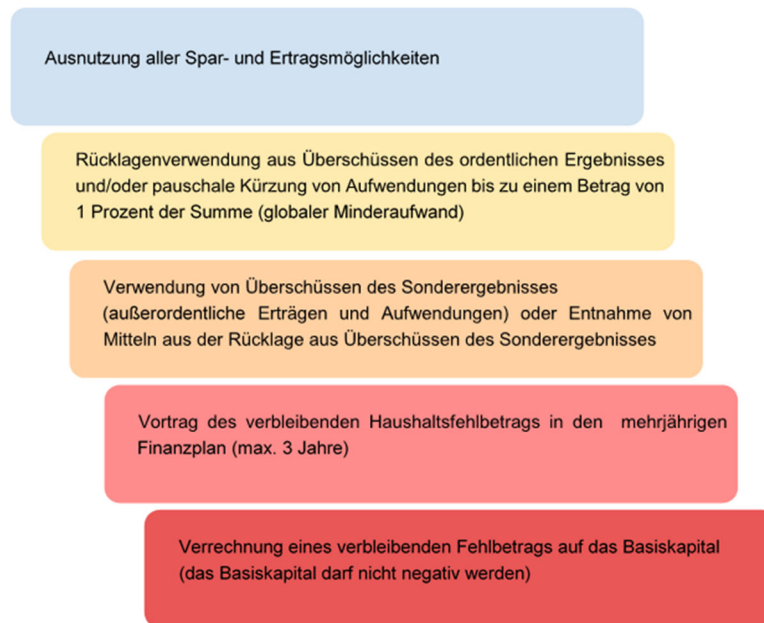 Ausnutzung aller Spar- und Ertragsmöglichkeiten
Rücklagenverwendung aus Überschüssen des ordentlichen Ergebnisses
und/oder pauschale Kürzung von Aufwendungen bis zu einem Betrag von
1 Prozent der Summe (globaler Minderaufwand)
Verwendung von Überschüssen des Sonderergebnisses
(außerordentliche Erträgen und Aufwendungen) oder Entnahme von
Mitteln aus der Rücklage aus Überschüssen des Sonderergebnisses
Vortrag des verbleibenden Haushaltsfehlbetrags in den mehrjährigen
Finanzplan (max. 3 Jahre)
Verrechnung eines verbleibenden Fehlbetrags auf das Basiskapital
(das Basiskapital darf nicht negativ werden)